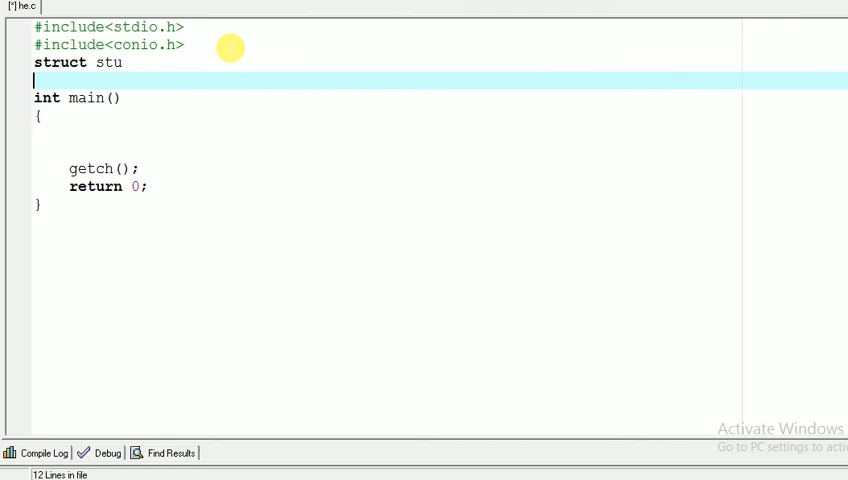 [*] he.c
#include<stdio.h>
#include<conio.h>
struct stu
int main()
{
getch();
return 0;
}
Activate Windows
Go to PC settings to activ
Compile Log
Debug
Find Results
12 Lines in file